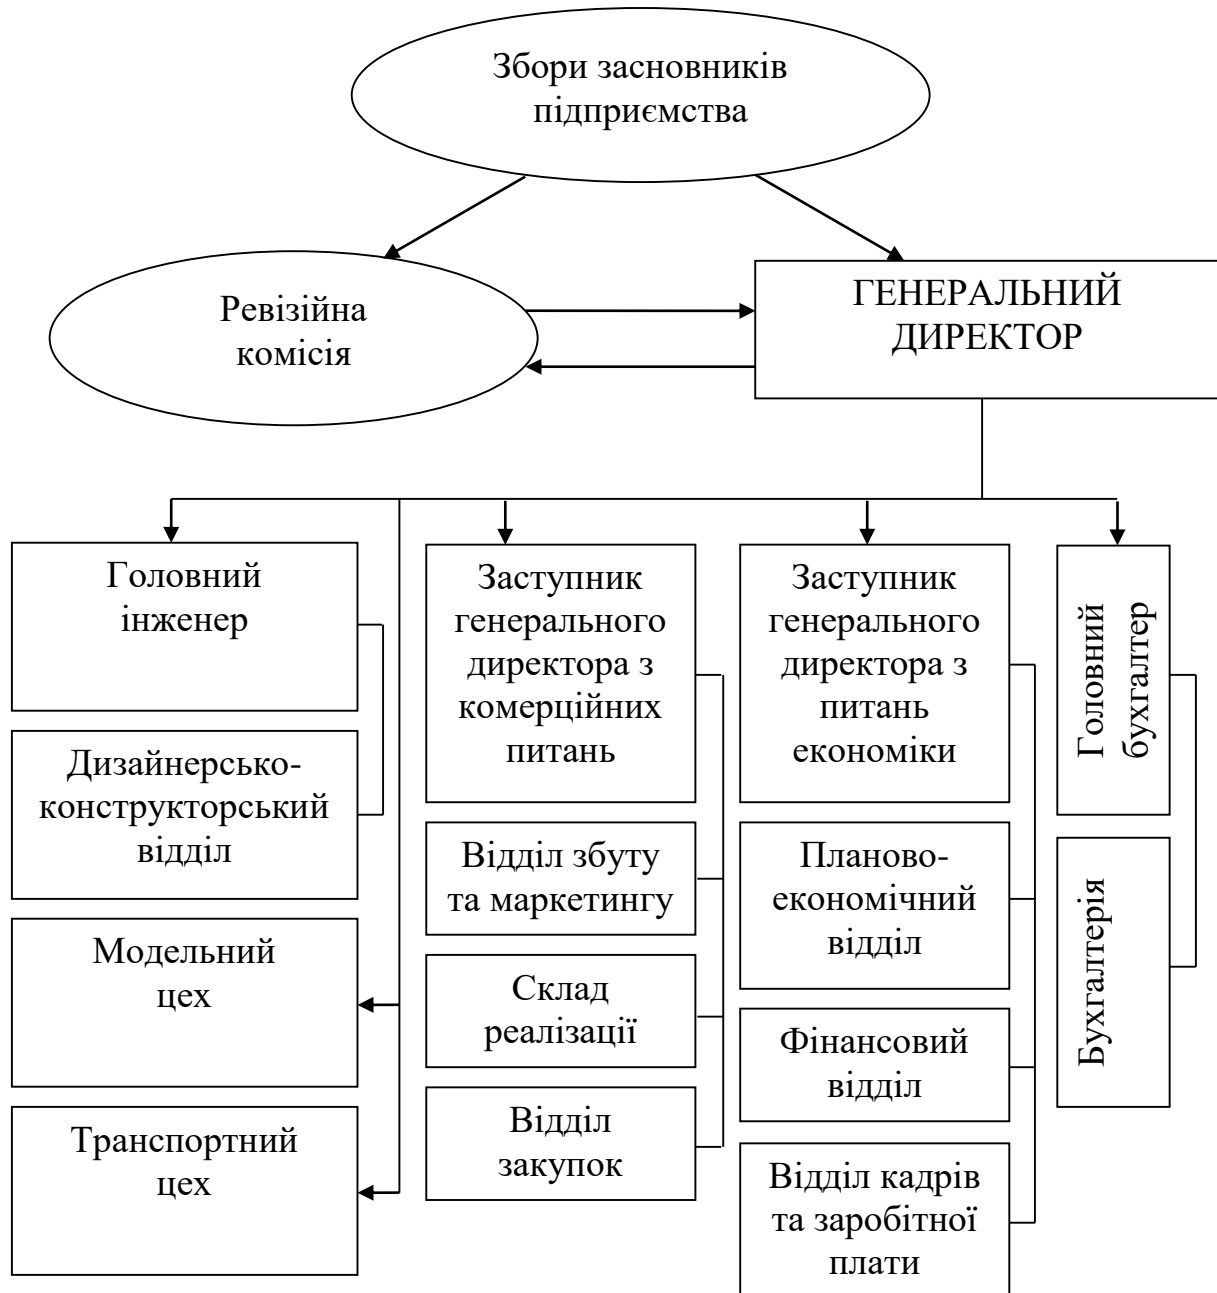 Збори засновників
підприємства
Ревізійна
комісія
ГЕНЕРАЛЬНИЙ
ДИРЕКТОР
Головний
інженер
Дизайнерсько-
конструкторський
відділ
Модельний
цех
Транспортний
цех
Заступник
генерального
директора з
комерційних
питань
Відділ збуту
та маркетингу
Склад
реалізації
Відділ
закупок
Заступник
генерального
директора з
питань
економіки
Планово-
економічний
відділ
Фінансовий
відділ
Відділ кадрів
та заробітної
плати
Головний
бухгалтер
Бухгалтерія